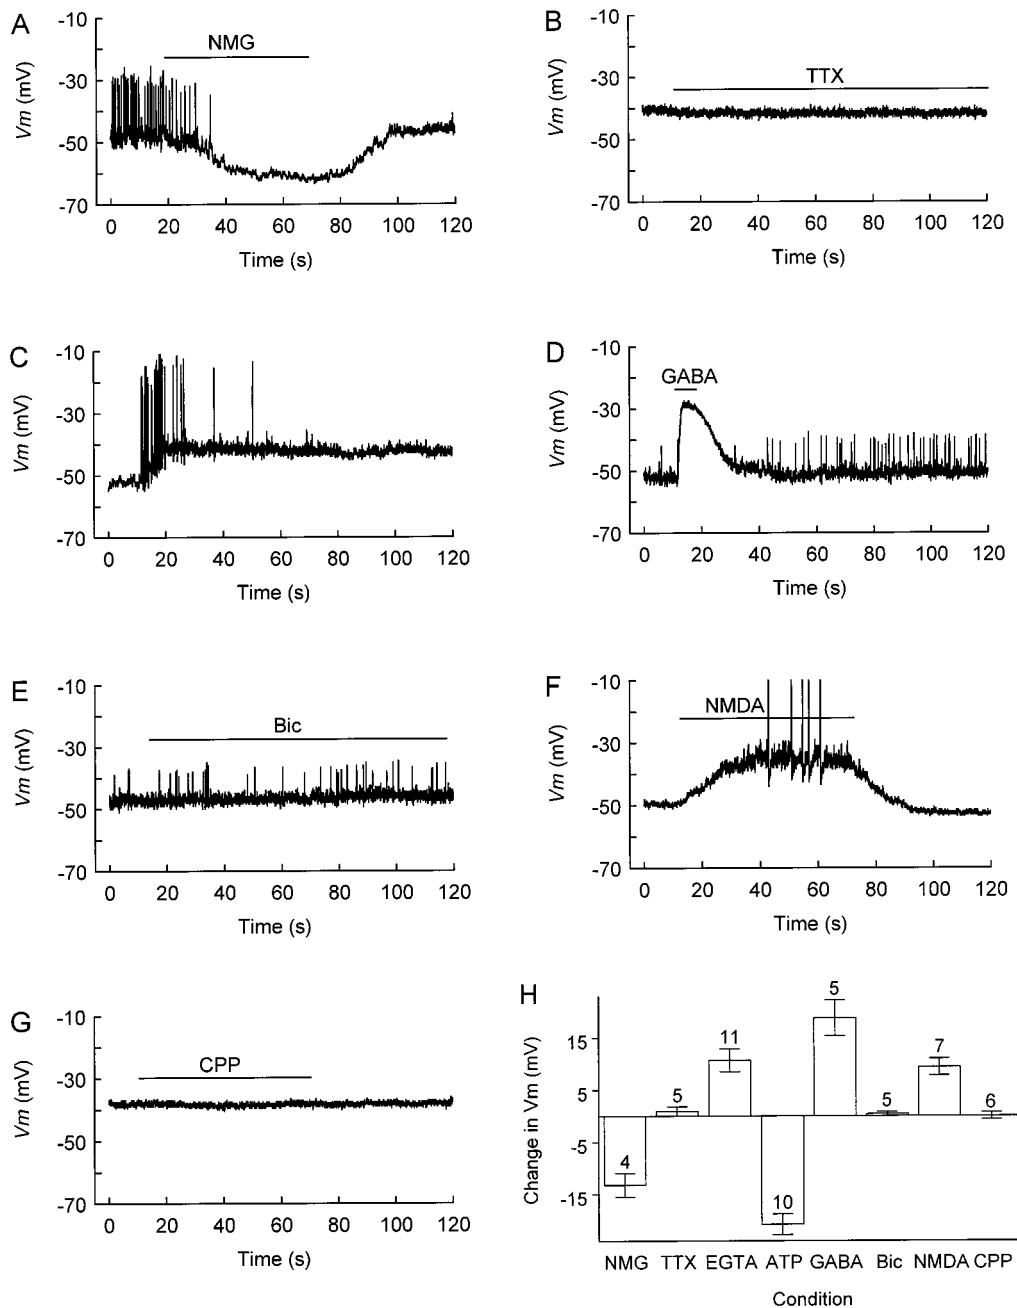 A
-10
-30
-50
-70
Vm (mV)
NMG
0 20 40 60 80 100 120
Time (s)
B
-10
-30
-50
-70
Vm (mV)
TTX
0 20 40 60 80 100 120
Time (s)
C
-10
-30
-50
-70
Vm (mV)
0 20 40 60 80 100 120
Time (s)
D
-10
-30
-50
-70
Vm (mV)
GABA
0 20 40 60 80 100 120
Time (s)
E
-10
-30
-50
-70
Vm (mV)
Bic
0 20 40 60 80 100 120
Time (s)
F
-10
-30
-50
-70
Vm (mV)
NMDA
0 20 40 60 80 100 120
Time (s)
G
-10
-30
-50
-70
Vm (mV)
CPP
0 20 40 60 80 100 120
Time (s)
H
Change in Vm (mV)
15
5
-5
-15
4 5 11 10 5 5 7 6
NMG TTX EGTA ATP GABA Bic NMDA CPP
Condition